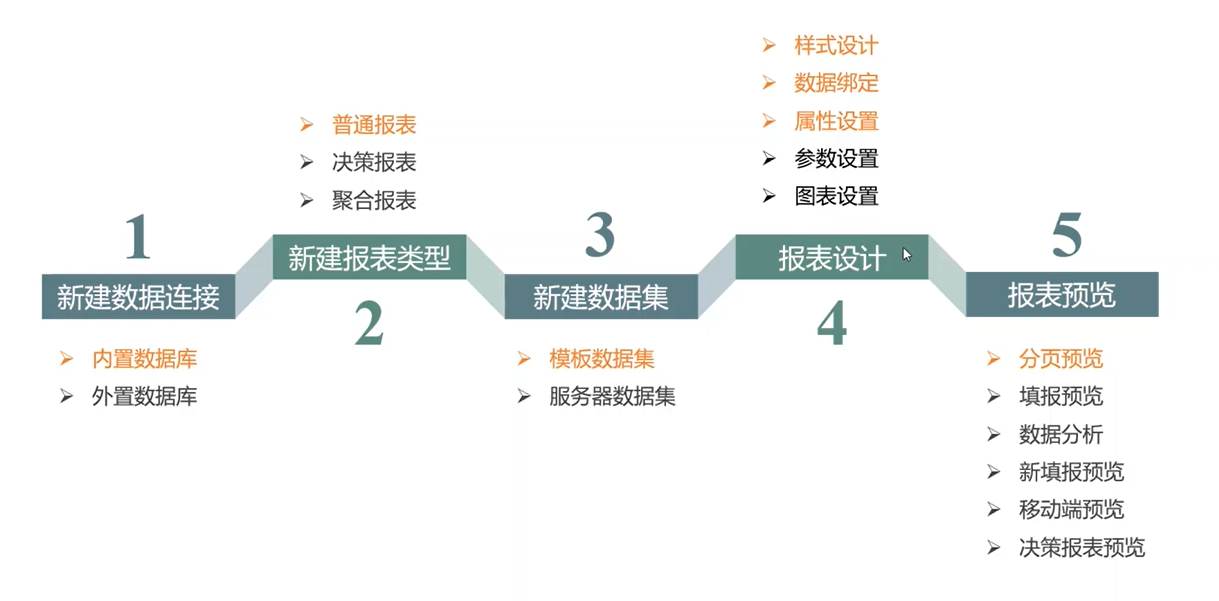 1
新建数据连接
内置数据库
外置数据库
普通报表
决策报表
聚合报表
新建报表类型
2
3
新建数据集
模板数据集
服务器数据集
样式设计
数据绑定
属性设置
参数设置
图表设置
报表设计
4
5
报表预览
分页预览
填报预览
数据分析
新填报预览
移动端预览
决策报表预览